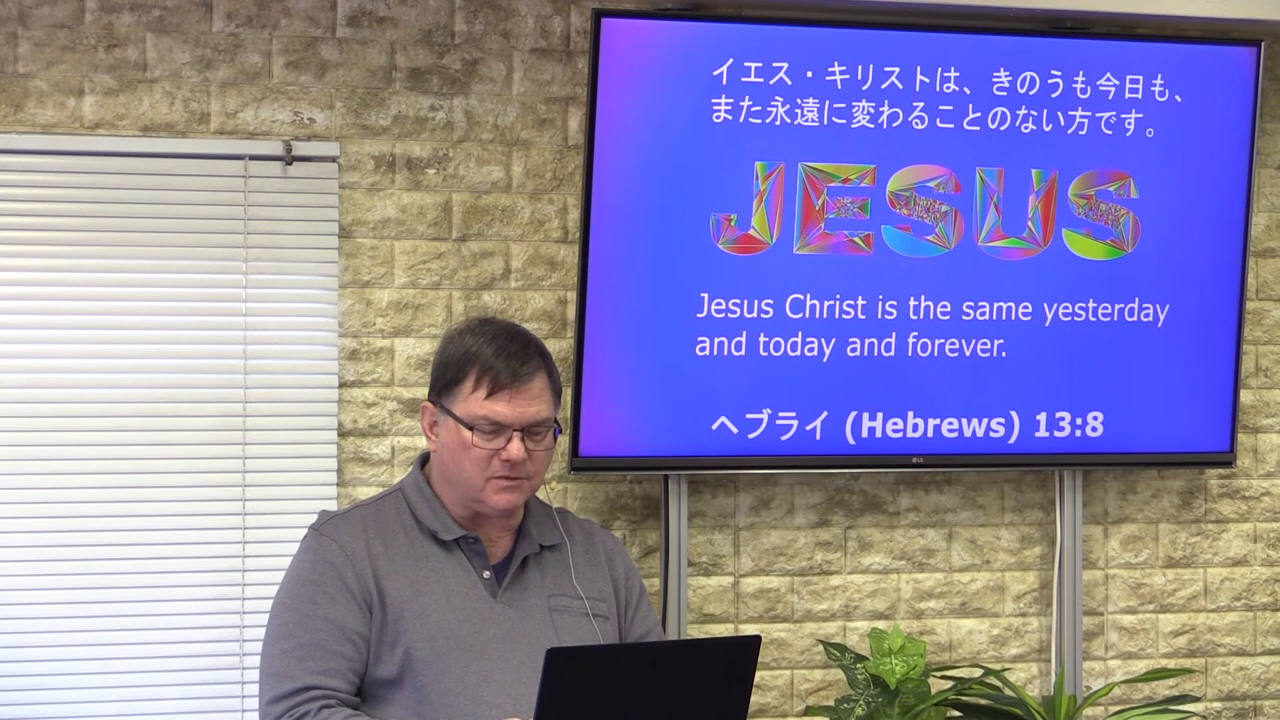 イエス・キリストは、きのうも今日も、
また永遠に変わることのない方です。
JESUS
Jesus Christ is the same yesterday
and today and forever.
ヘブライ (Hebrews) 13:8
LG